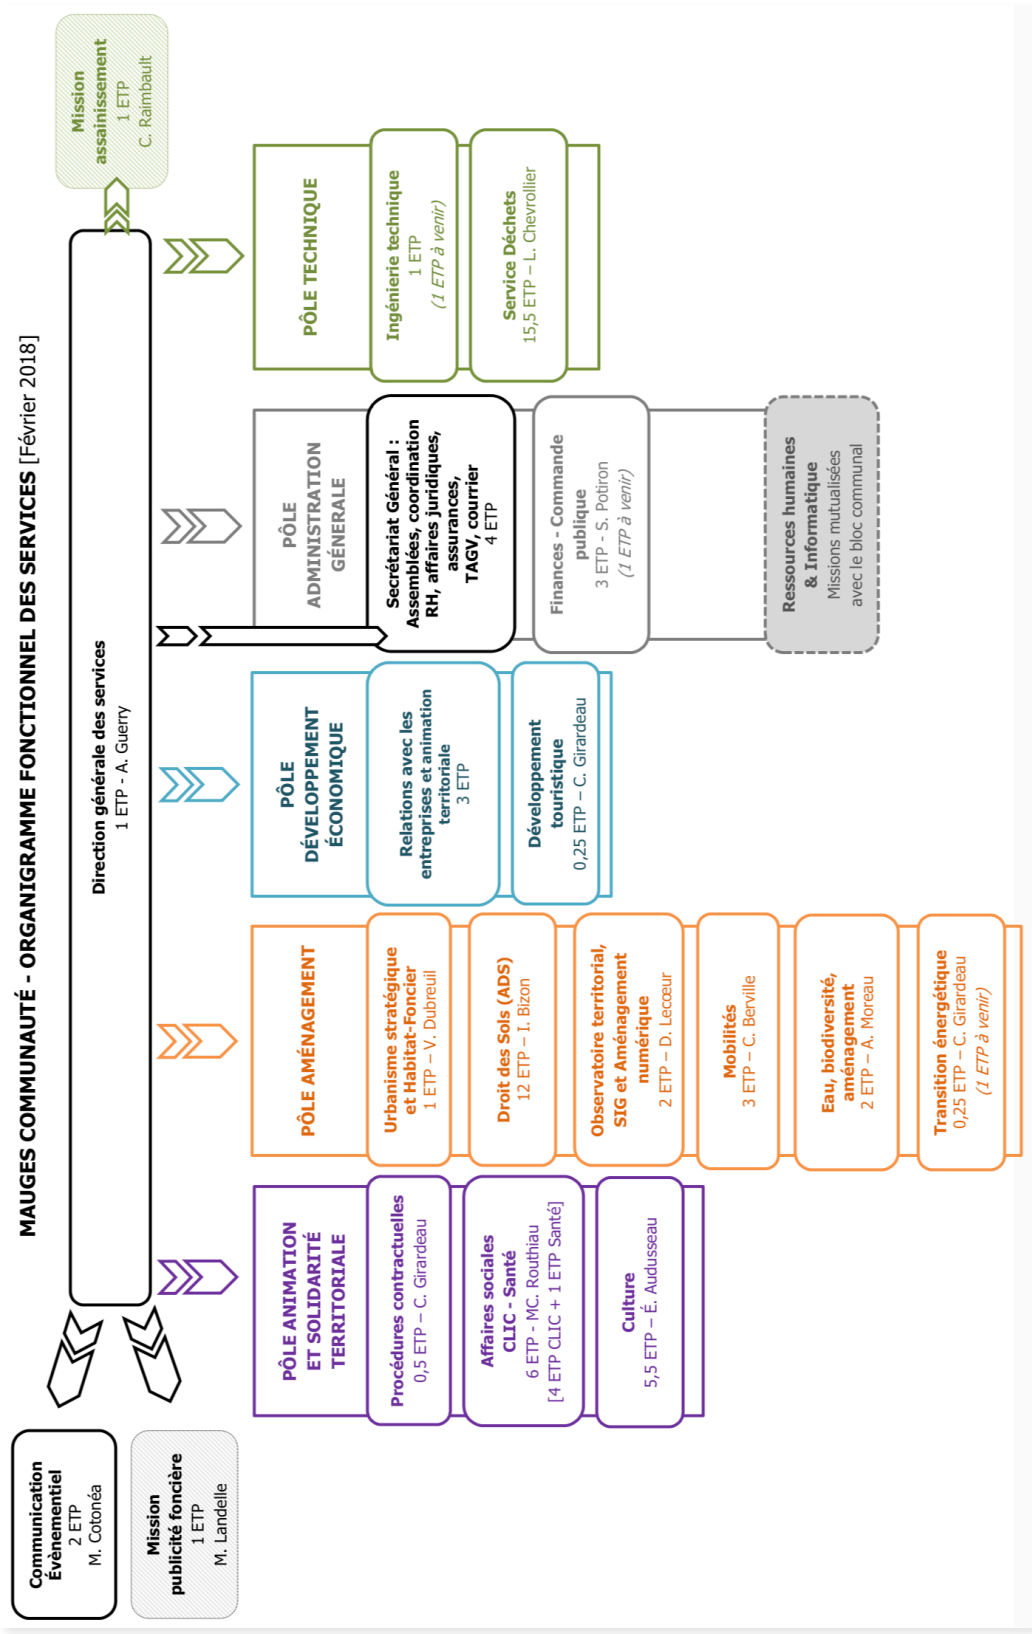 MAUGES COMMUNAUTÉ - ORGANIGRAMME FONCTIONNEL DES SERVICES [Février 2018]
Communication
Évènementiel
2 ETP
M. Cotonéa
Mission
publicité foncière
1 ETP
M. Landelle
Direction générale des services
1 ETP - A. Guerry
Mission
assainissement
1 ETP
C. Raimbault
PÔLE ANIMATION
ET SOLIDARITÉ
TERRITORIALE
Procédures contractuelles
0,5 ETP – C. Girardeau
Affaires sociales
CLIC - Santé
6 ETP - MC. Routhiau
[4 ETP CLIC + 1 ETP Santé]
Culture
5,5 ETP – É. Audusseau
PÔLE AMÉNAGEMENT
Urbanisme stratégique
et Habitat-Foncier
1 ETP – V. Dubreuil
Droit des Sols (ADS)
12 ETP – I. Bizon
Observatoire territorial,
SIG et Aménagement
numérique
2 ETP – D. Lecœur
Mobilités
3 ETP – C. Berville
Eau, biodiversité,
aménagement
2 ETP – A. Moreau
Transition énergétique
0,25 ETP – C. Girardeau
(1 ETP à venir)
PÔLE
DÉVELOPPEMENT
ÉCONOMIQUE
Relations avec les
entreprises et animation
territoriale
3 ETP
Développement
touristique
0,25 ETP – C. Girardeau
PÔLE
ADMINISTRATION
GÉNERALE
Secrétariat Général :
Assemblées, coordination
RH, affaires juridiques,
assurances,
TAGV, courrier
4 ETP
Finances - Commande
publique
3 ETP - S. Potiron
(1 ETP à venir)
Ressources humaines
& Informatique
Missions mutualisées
avec le bloc communal
PÔLE TECHNIQUE
Ingénierie technique
1 ETP
(1 ETP à venir)
Service Déchets
15,5 ETP – L. Chevrollier